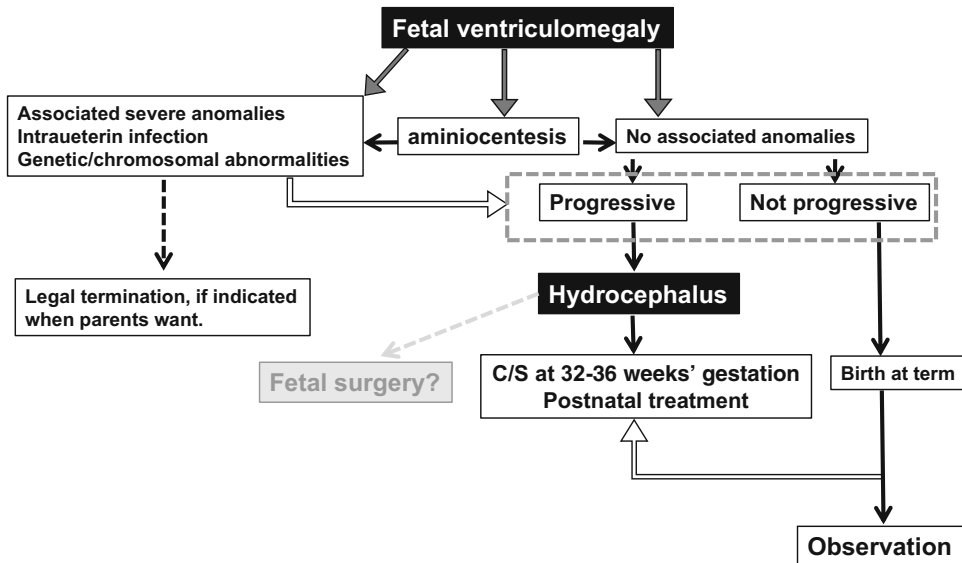 Fetal ventriculomegaly
Associated severe anomalies
Intraueterin infection
Genetic/chromosomal abnormalities
aminiocentesis
No associated anomalies
Progressive
Not progressive
Legal termination, if indicated
when parents want.
Hydrocephalus
Fetal surgery?
C/S at 32-36 weeks’ gestation
Postnatal treatment
Birth at term
Observation